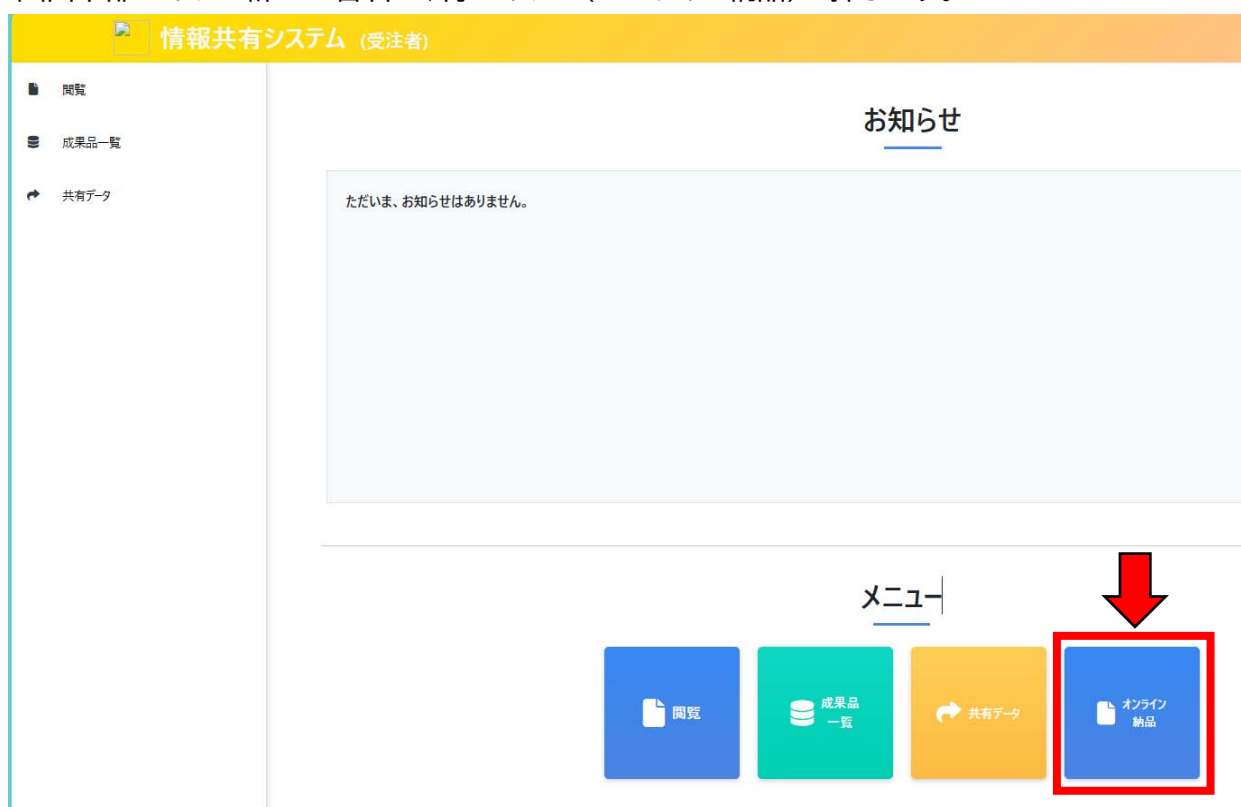 情報共有システム (受注者)
閲覧
成果品一覧
共有データ
お知らせ
ただいま、お知らせはありません。
メニュー
閲覧
成果品
一覧
共有データ
オンライン
納品